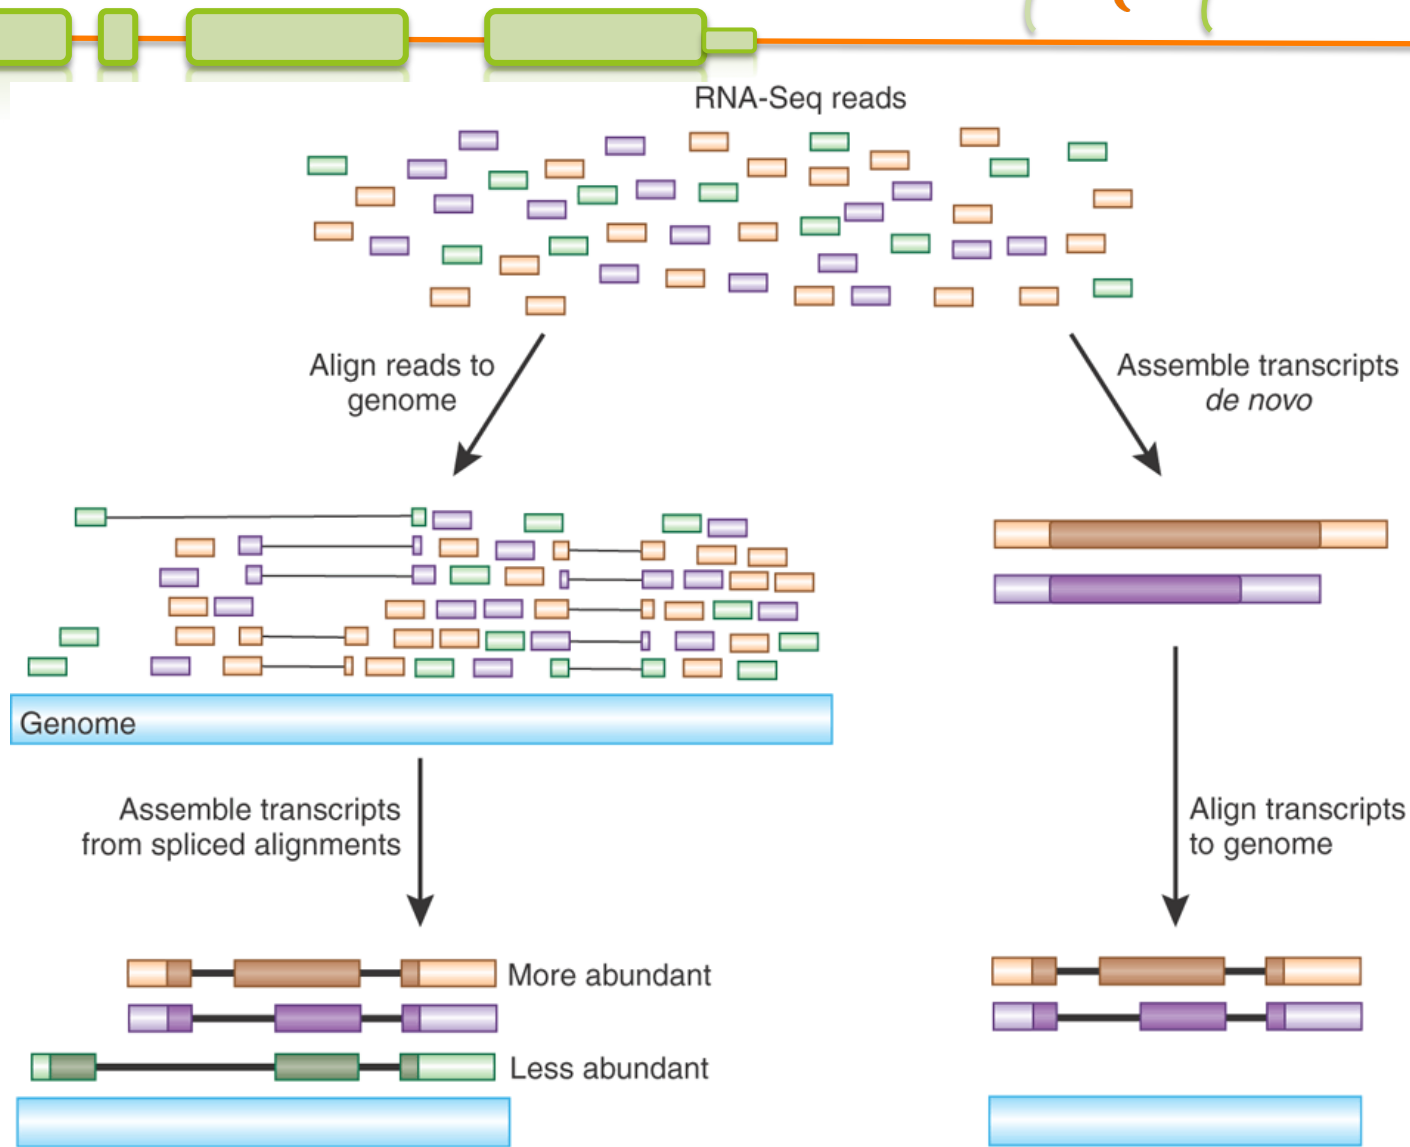 RNA-Seq reads
Align reads to
genome
Assemble transcripts
de novo
Genome
Assemble transcripts
from spliced alignments
Align transcripts
to genome
More abundant
Less abundant